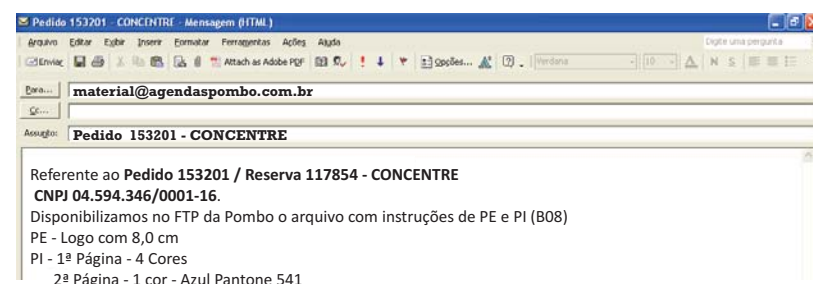 Pedido 153201 - CONCENTRE - Mensagem (HTML)
Arquivo Editar Exibir Inserir Formatar Ferramentas Ações Ajuda Digite uma pergunta
Enviar Attach as Adobe PDF Opções... Verdana 10 A N S
Para... material@agendaspombo.com.br
Cc...
Assunto: Pedido 153201 - CONCENTRE
Referente ao Pedido 153201 / Reserva 117854 - CONCENTRE
CNPJ 04.594.346/0001-16.
Disponibilizamos no FTP da Pombo o arquivo com instruções de PE e PI (B08)
PE - Logo com 8,0 cm
PI - 1ª Página - 4 Cores
2ª Página - 1 cor - Azul Pantone 541